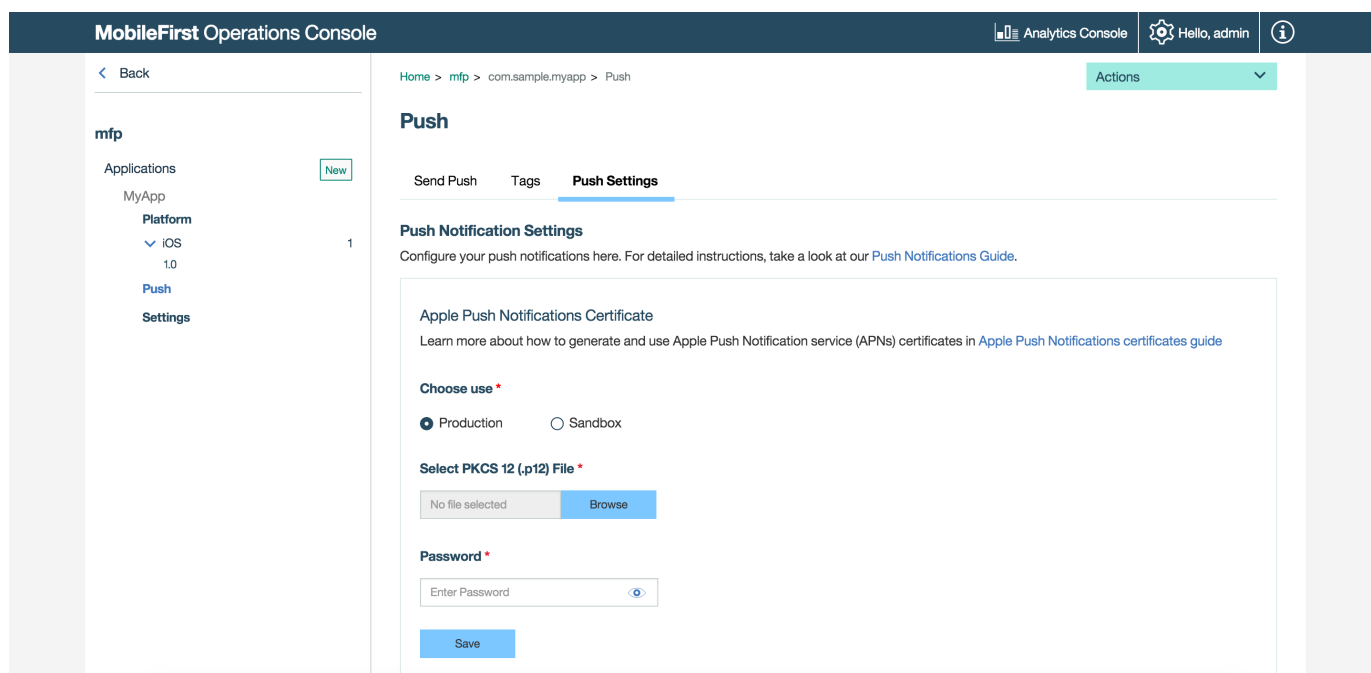 MobileFirst Operations Console
Analytics Console
Hello, admin
Back
Home > mfp > com.sample.myapp > Push
Actions
mfp
Applications
New
MyApp
Platform
iOS
1
1.0
Push
Settings
Push
Send Push
Tags
Push Settings
Push Notification Settings
Configure your push notifications here. For detailed instructions, take a look at our Push Notifications Guide.
Apple Push Notifications Certificate
Learn more about how to generate and use Apple Push Notification service (APNs) certificates in Apple Push Notifications certificates guide
Choose use *
Production
Sandbox
Select PKCS 12 (.p12) File *
No file selected
Browse
Password *
Enter Password
Save